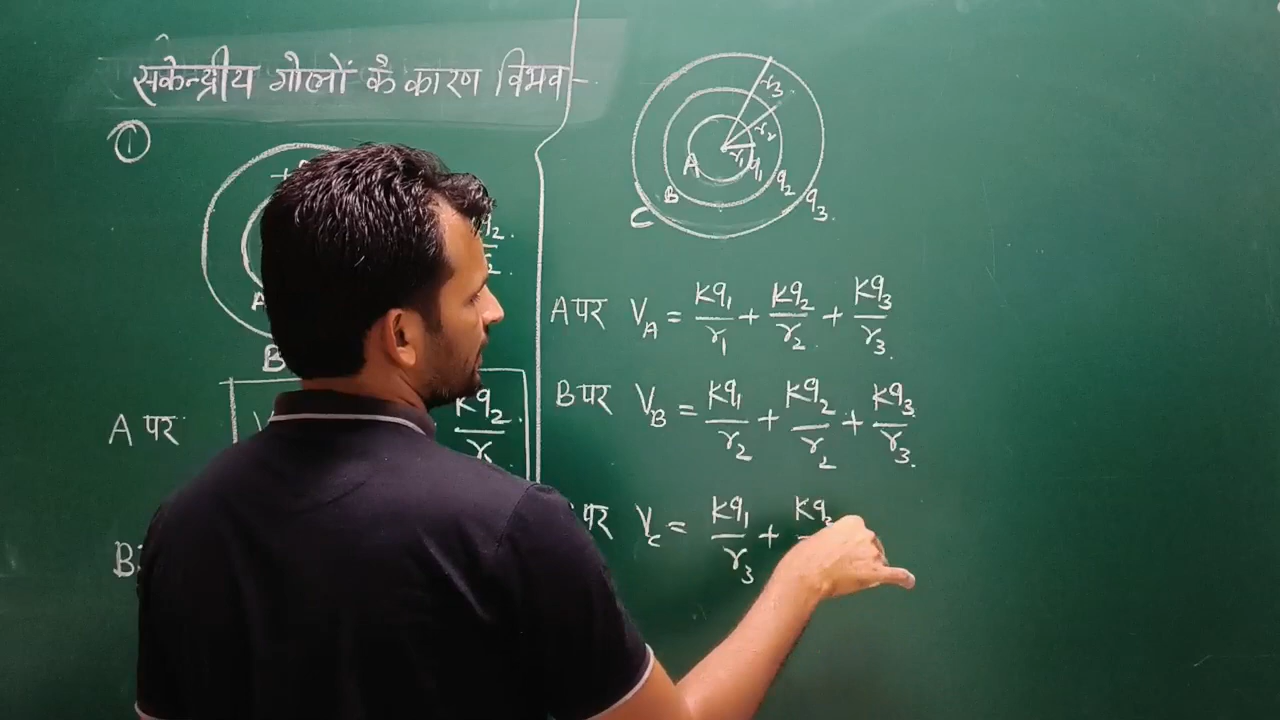 संकेन्द्रीय गोलों के कारण विभव -
①
A
B
q₂
A पर
Kq₂
B
r₃
r₂
r₁
A
B
C
q₁
q₂
q₃
A पर V_A = Kq₁/r₁ + Kq₂/r₂ + Kq₃/r₃
B पर V_B = Kq₁/r₂ + Kq₂/r₂ + Kq₃/r₃
पर V_C = Kq₁/r₃ + Kq₂